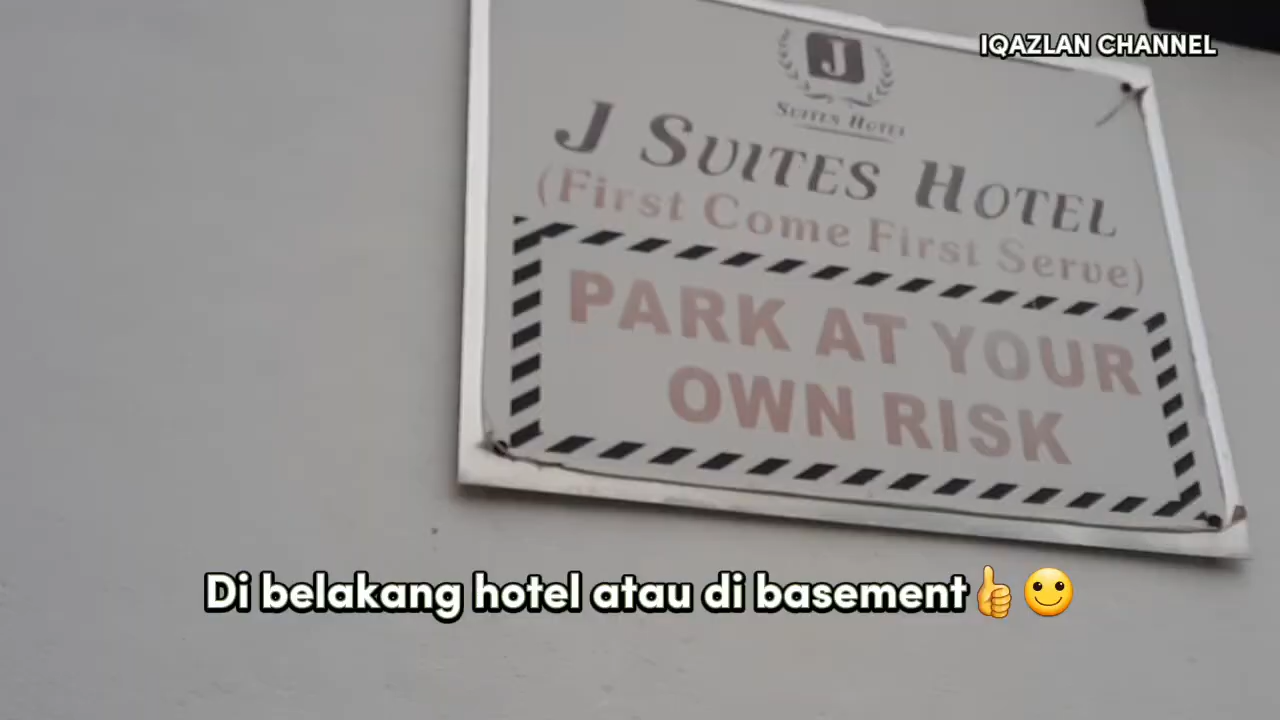 IQAZLAN CHANNEL
J
SUITES HOTEL
J SUITES HOTEL
(First Come First Serve)
PARK AT YOUR
OWN RISK
Di belakang hotel atau di basement👍🙂